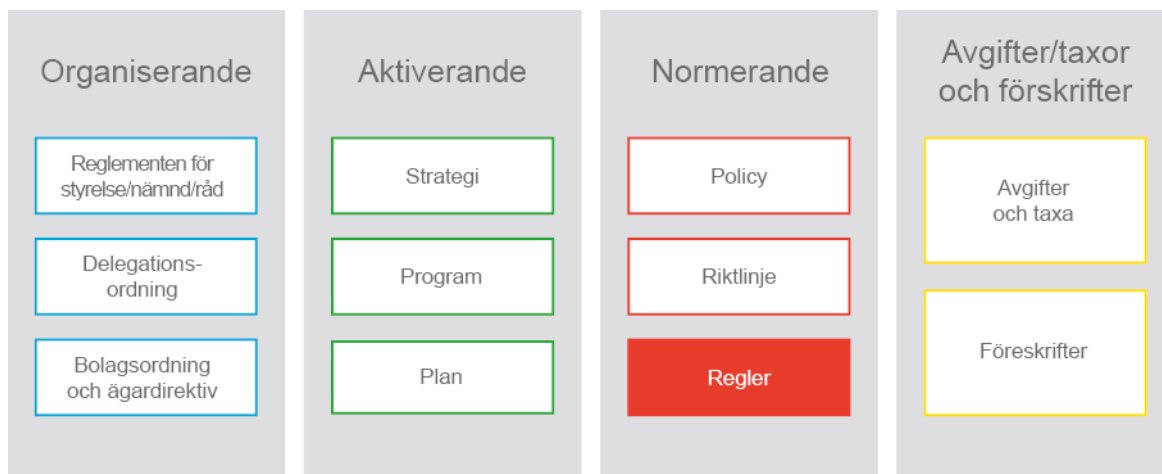 Organiserande
Reglementen för
styrelse/nämnd/råd
Delegations-
ordning
Bolagsordning
och ägardirektiv
Aktiverande
Strategi
Program
Plan
Normerande
Policy
Riktlinje
Regler
Avgifter/taxor
och förskrifter
Avgifter
och taxa
Föreskrifter